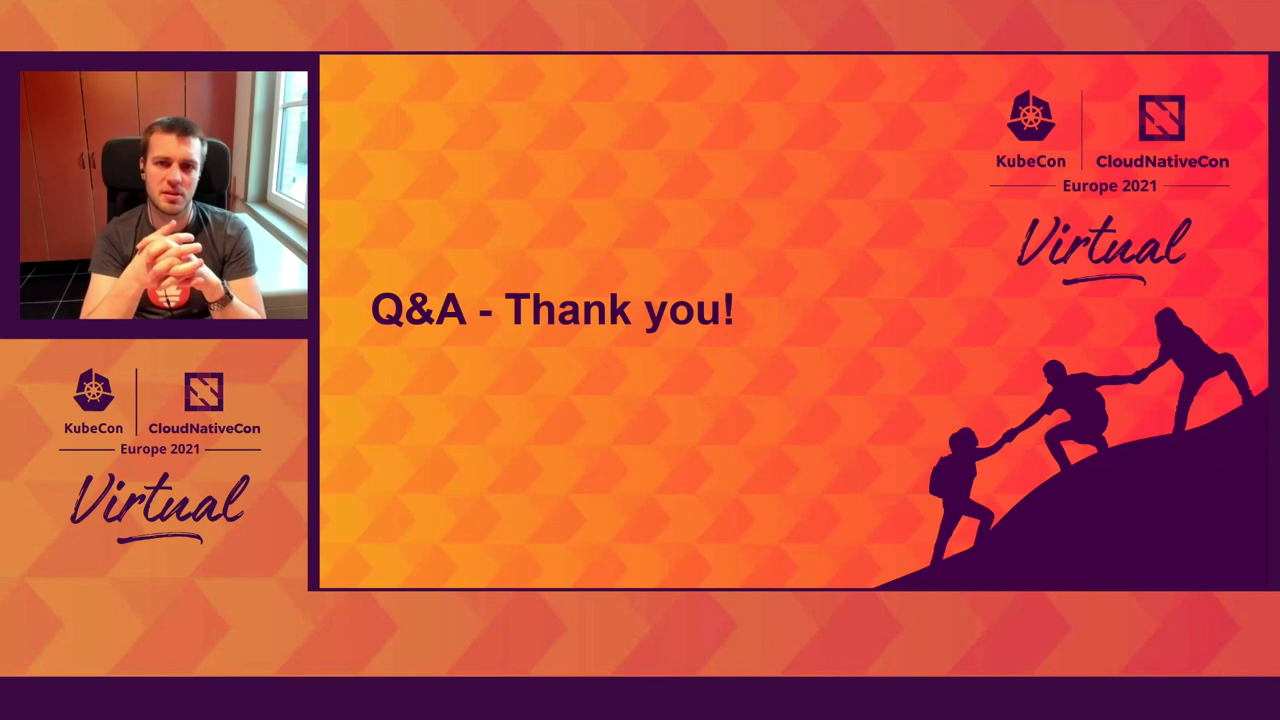 Q&A - Thank you!
KubeCon
CloudNativeCon
Europe 2021
Virtual
KubeCon
CloudNativeCon
Europe 2021
Virtual